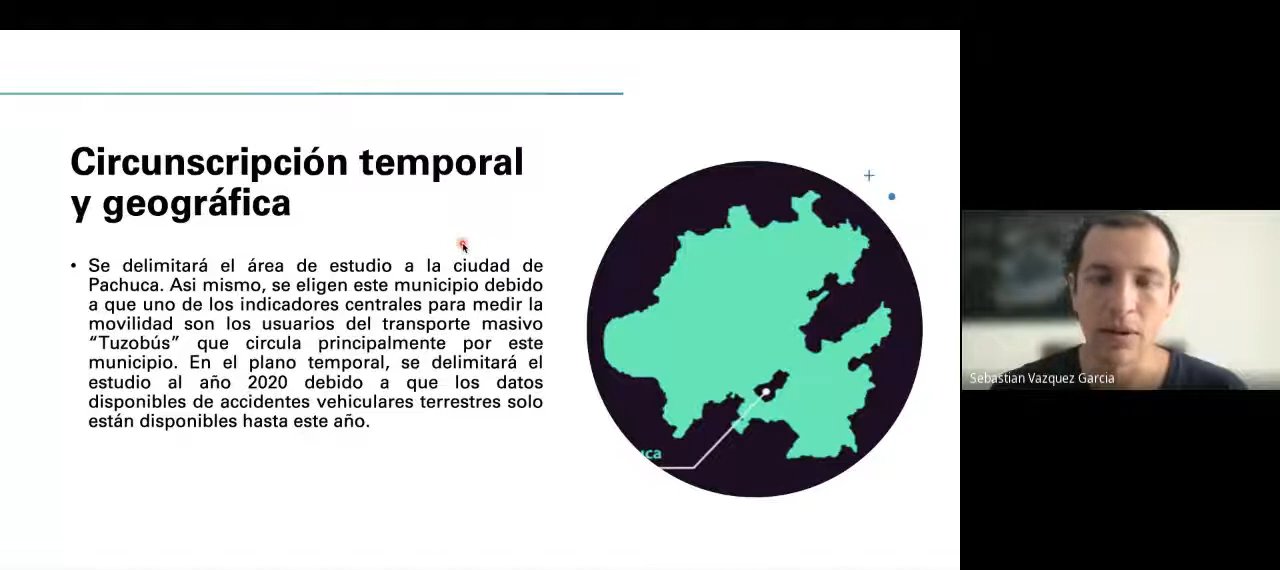 Circunscripción temporal
y geográfica
• Se delimitará el área de estudio a la ciudad de
Pachuca. Asi mismo, se eligen este municipio debido
a que uno de los indicadores centrales para medir la
movilidad son los usuarios del transporte masivo
“Tuzobús” que circula principalmente por este
municipio. En el plano temporal, se delimitará el
estudio al año 2020 debido a que los datos
disponibles de accidentes vehiculares terrestres solo
están disponibles hasta este año.
uca
Sebastian Vazquez Garcia